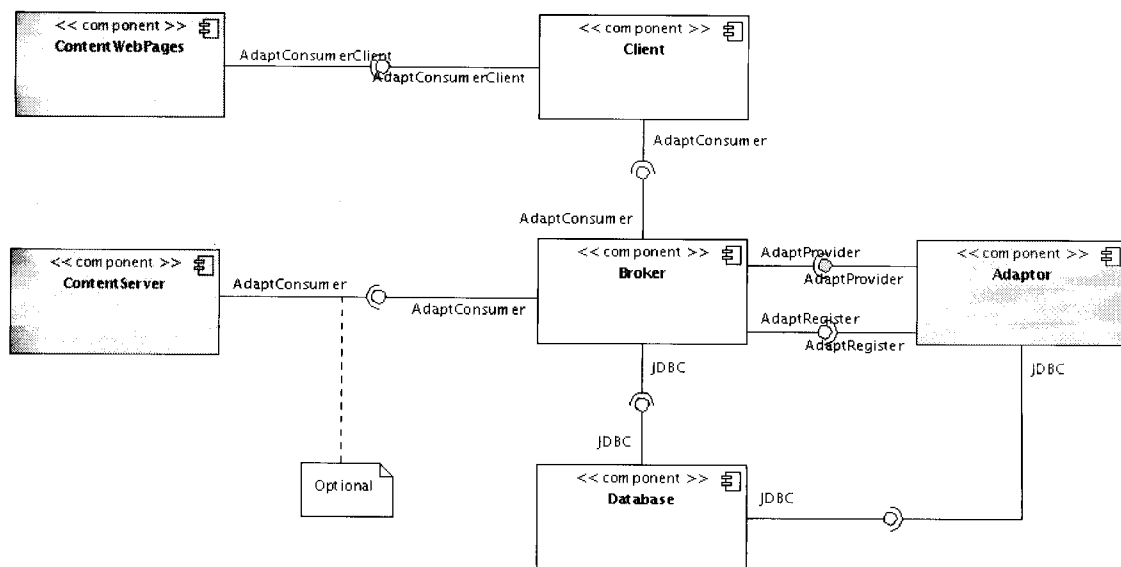 << component >>
ContentWebPages
AdaptConsumerClient
AdaptConsumerClient
<< component >>
Client
AdaptConsumer
AdaptConsumer
<< component >>
ContentServer
AdaptConsumer
AdaptConsumer
<< component >>
Broker
AdaptProvider
AdaptProvider
AdaptRegister
AdaptRegister
<< component >>
Adaptor
JDBC
JDBC
JDBC
Optional
<< component >>
Database
JDBC